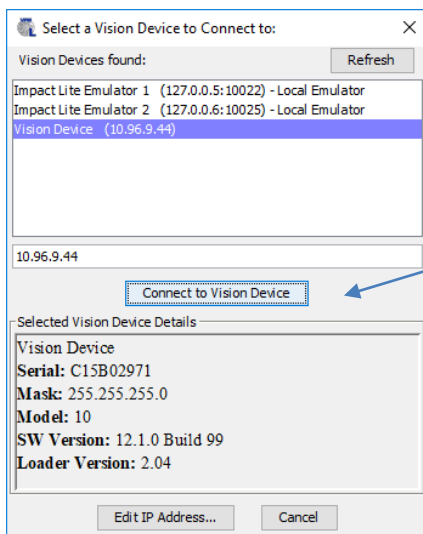 Select a Vision Device to Connect to:
Vision Devices found:
Refresh
Impact Lite Emulator 1 (127.0.0.5:10022) - Local Emulator
Impact Lite Emulator 2 (127.0.0.6:10025) - Local Emulator
Vision Device (10.96.9.44)
10.96.9.44
Connect to Vision Device
Selected Vision Device Details
Vision Device
Serial: C15B02971
Mask: 255.255.255.0
Model: 10
SW Version: 12.1.0 Build 99
Loader Version: 2.04
Edit IP Address... Cancel